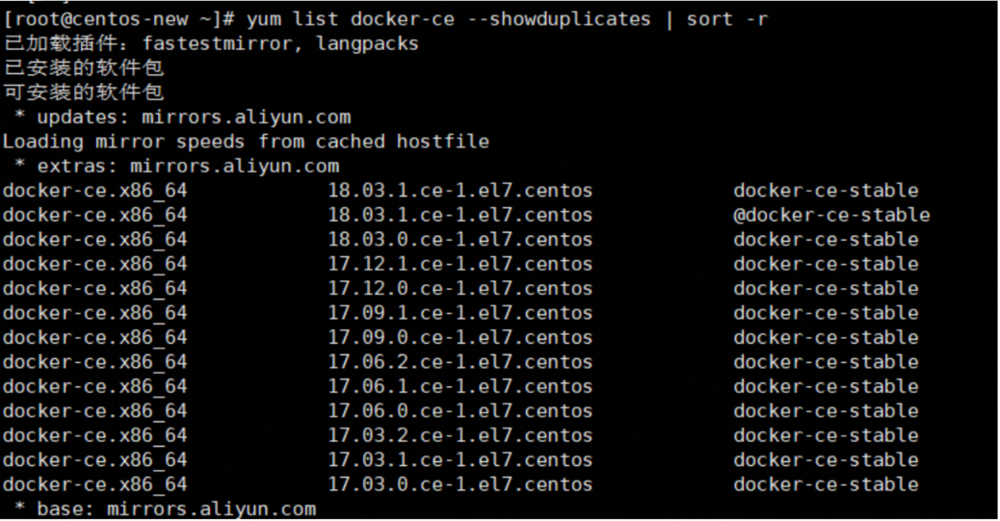 [root@centos-new ~]# yum list docker-ce --showduplicates | sort -r
已加载插件：fastestmirror, langpacks
已安装的软件包
可安装的软件包
 * updates: mirrors.aliyun.com
Loading mirror speeds from cached hostfile
 * extras: mirrors.aliyun.com
docker-ce.x86_64            18.03.1.ce-1.el7.centos            docker-ce-stable
docker-ce.x86_64            18.03.1.ce-1.el7.centos            @docker-ce-stable
docker-ce.x86_64            18.03.0.ce-1.el7.centos            docker-ce-stable
docker-ce.x86_64            17.12.1.ce-1.el7.centos            docker-ce-stable
docker-ce.x86_64            17.12.0.ce-1.el7.centos            docker-ce-stable
docker-ce.x86_64            17.09.1.ce-1.el7.centos            docker-ce-stable
docker-ce.x86_64            17.09.0.ce-1.el7.centos            docker-ce-stable
docker-ce.x86_64            17.06.2.ce-1.el7.centos            docker-ce-stable
docker-ce.x86_64            17.06.1.ce-1.el7.centos            docker-ce-stable
docker-ce.x86_64            17.06.0.ce-1.el7.centos            docker-ce-stable
docker-ce.x86_64            17.03.2.ce-1.el7.centos            docker-ce-stable
docker-ce.x86_64            17.03.1.ce-1.el7.centos            docker-ce-stable
docker-ce.x86_64            17.03.0.ce-1.el7.centos            docker-ce-stable
 * base: mirrors.aliyun.com